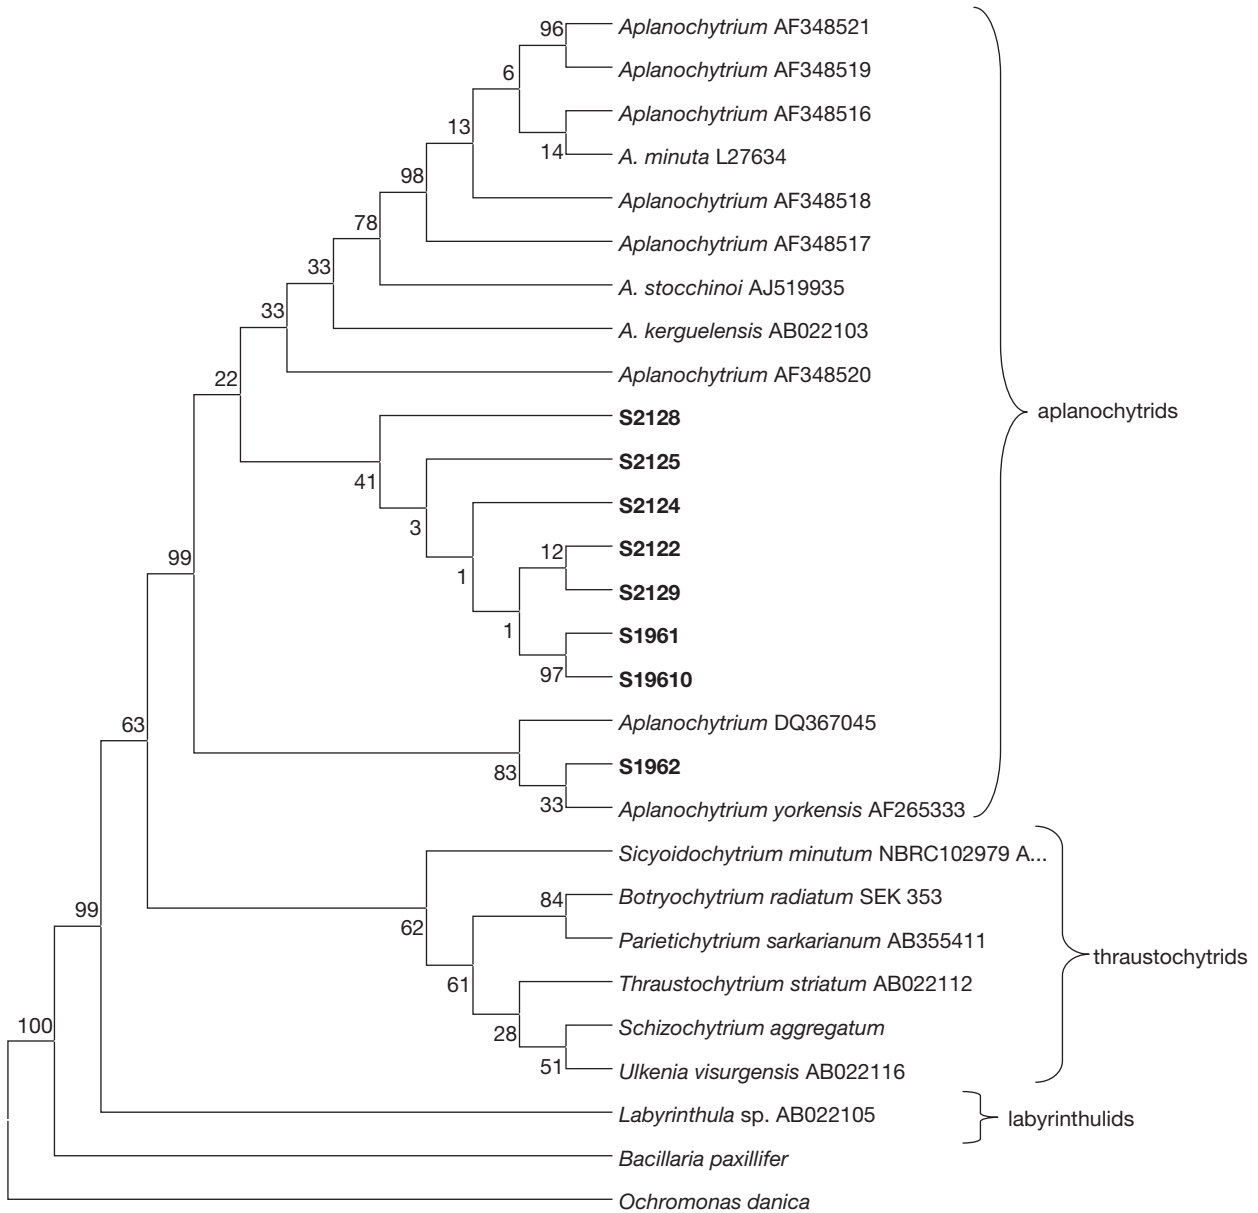 96
Aplanochytrium AF348521
Aplanochytrium AF348519
6
Aplanochytrium AF348516
13
14
A. minuta L27634
98
Aplanochytrium AF348518
78
Aplanochytrium AF348517
33
A. stocchinoi AJ519935
33
A. kerguelensis AB022103
22
Aplanochytrium AF348520
aplanochytrids
S2128
41
S2125
3
S2124
99
12
S2122
1
S2129
1
S1961
97
S19610
63
Aplanochytrium DQ367045
83
S1962
33
Aplanochytrium yorkensis AF265333
Sicyoidochytrium minutum NBRC102979 A...
99
84
Botryochytrium radiatum SEK 353
62
Parietichytrium sarkarianum AB355411
thraustochytrids
61
Thraustochytrium striatum AB022112
100
28
Schizochytrium aggregatum
51
Ulkenia visurgensis AB022116
Labyrinthula sp. AB022105
labyrinthulids
Bacillaria paxillifer
Ochromonas danica